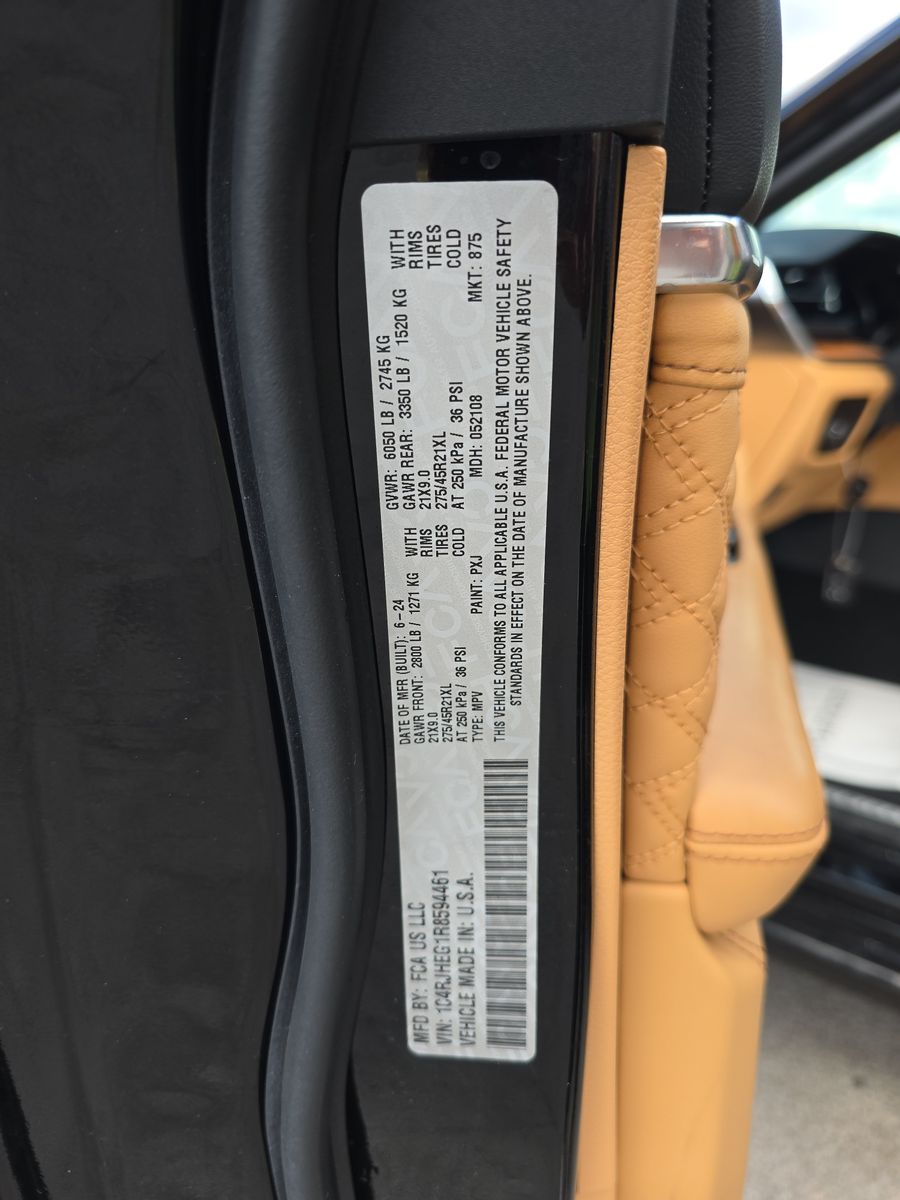 MFD BY: FCA US LLC
VIN: 1C4RJHEG1R8594461
VEHICLE MADE IN: U.S.A.
DATE OF MFR (BUILT): 6-24
GVWR: 6050 LB / 2745 KG
GAWR FRONT: 2800 LB / 1271 KG WITH
21X9.0 RIMS
275/45R21XL TIRES
AT 250 kPa / 36 PSI COLD
GAWR REAR: 3350 LB / 1520 KG WITH
21X9.0 RIMS
275/45R21XL TIRES
AT 250 kPa / 36 PSI COLD
TYPE: MPV PAINT: PXJ MDH: 052108 MKT: 875
THIS VEHICLE CONFORMS TO ALL APPLICABLE U.S.A. FEDERAL MOTOR VEHICLE SAFETY
STANDARDS IN EFFECT ON THE DATE OF MANUFACTURE SHOWN ABOVE.